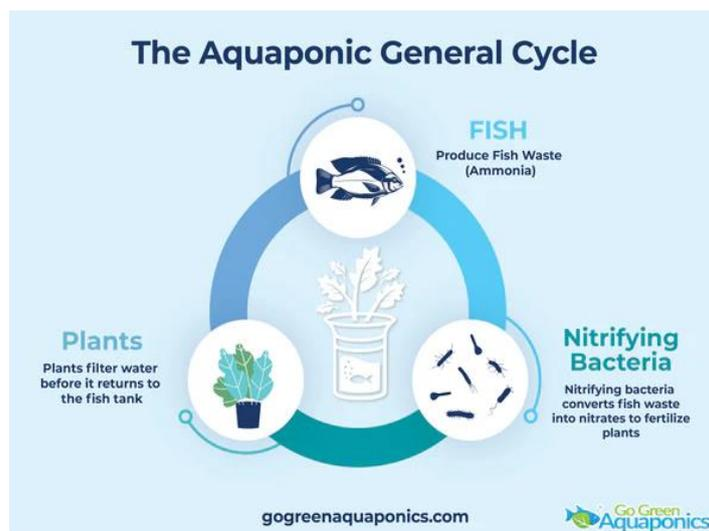 The Aquaponic General Cycle
FISH
Produce Fish Waste
(Ammonia)
Plants
Plants filter water
before it returns to
the fish tank
Nitrifying
Bacteria
Nitrifying bacteria
converts fish waste
into nitrates to fertilize
plants
gogreenaquaponics.com
Go Green
Aquaponics